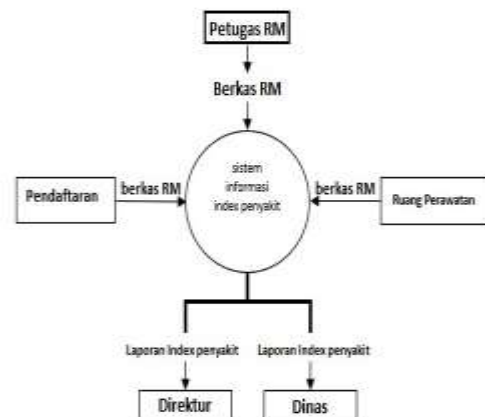 Petugas RM
Berkas RM
sistem
informasi
index penyakit
Pendaftaran
berkas RM
berkas RM
Ruang Perawatan
Laporan Index penyakit
Laporan Index penyakit
Direktur
Dinas